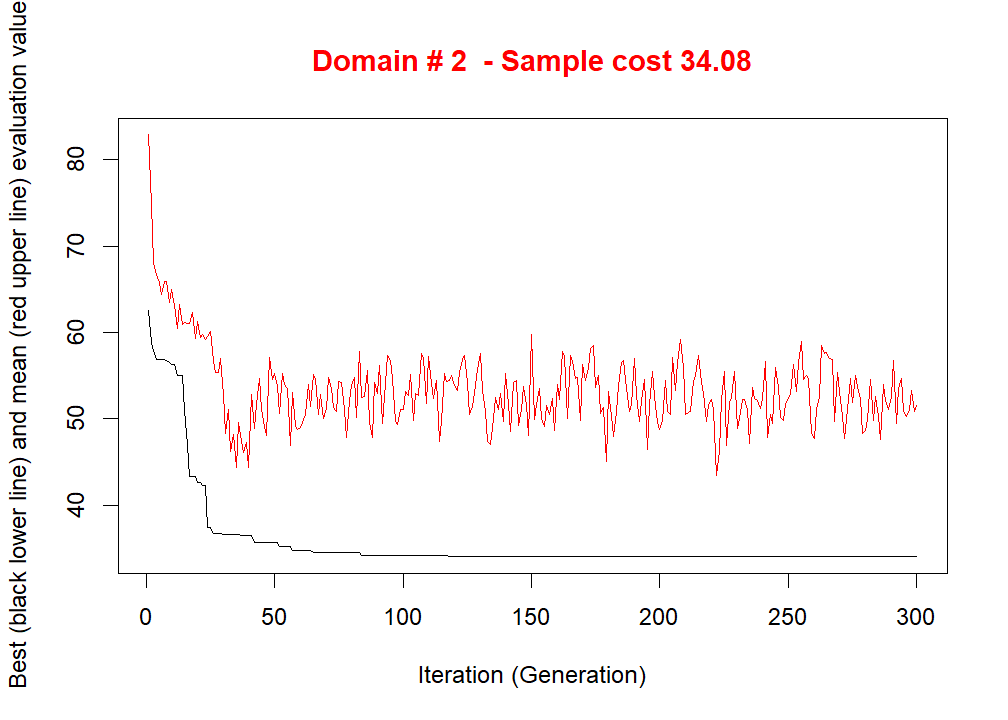 Domain # 2  - Sample cost 34.08
Best (black lower line) and mean (red upper line) evaluation value
80
70
60
50
40
0 50 100 150 200 250 300
Iteration (Generation)